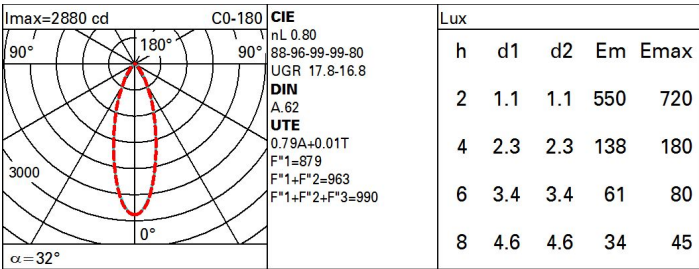 Imax=2880 cd C0-180
90° 180° 90°
3000
0°
α=32°
CIE
nL 0.80
88-96-99-99-80
UGR 17.8-16.8
DIN
A.62
UTE
0.79A+0.01T
F"1=879
F"1+F"2=963
F"1+F"2+F"3=990
Lux
h d1 d2 Em Emax
2 1.1 1.1 550 720
4 2.3 2.3 138 180
6 3.4 3.4 61 80
8 4.6 4.6 34 45